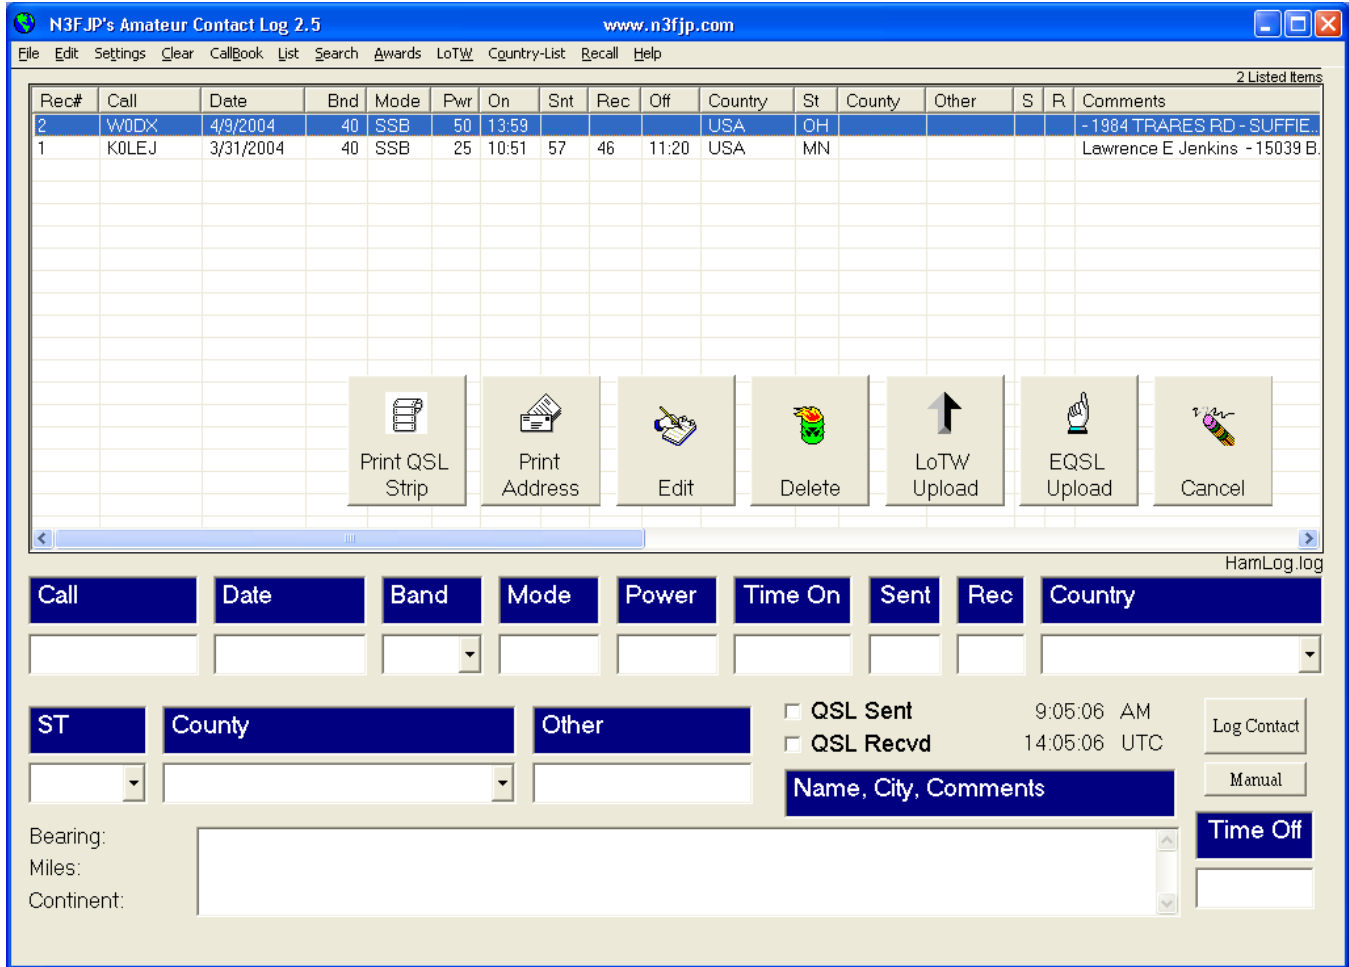 N3FJP's Amateur Contact Log 2.5 www.n3fjp.com
File Edit Settings Clear CallBook List Search Awards LoTW Country-List Recall Help
2 Listed Items
Rec# Call Date Bnd Mode Pwr On Snt Rec Off Country St County Other S R Comments
2 W0DX 4/9/2004 40 SSB 50 13:59 USA OH - 1984 TRARES RD - SUFFIE...
1 K0LEJ 3/31/2004 40 SSB 25 10:51 57 46 11:20 USA MN Lawrence E Jenkins - 15039 B.
Print QSL Strip
Print Address
Edit
Delete
LoTW Upload
EQSL Upload
Cancel
HamLog.log
Call Date Band Mode Power Time On Sent Rec Country
ST County Other
QSL Sent 9:05:06 AM
QSL Recvd 14:05:06 UTC
Log Contact
Manual
Name, City, Comments
Time Off
Bearing:
Miles:
Continent: